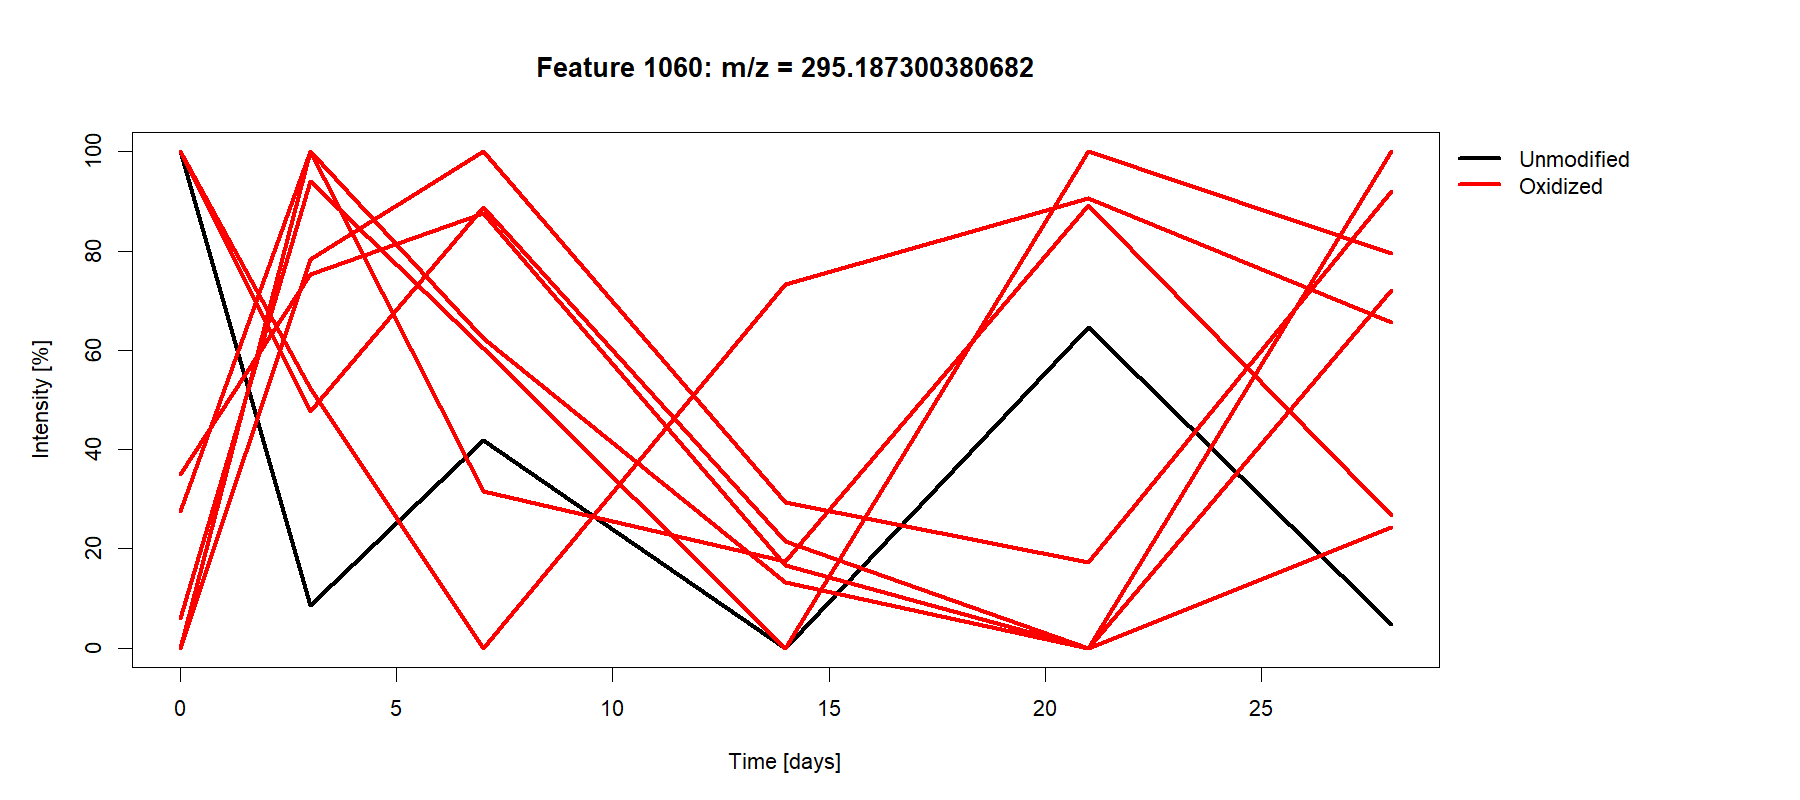 Feature 1060: m/z = 295.187300380682
Unmodified
Oxidized
100
80
60
40
20
0
Intensity [%]
0 5 10 15 20 25
Time [days]